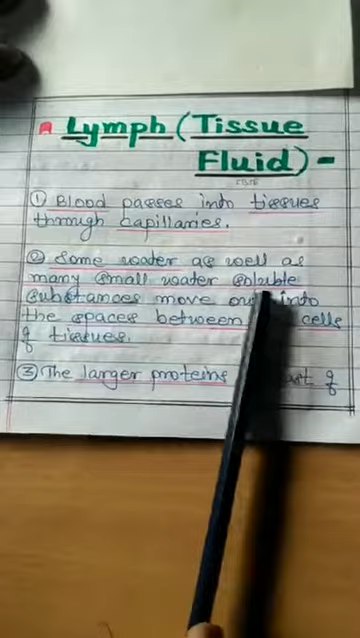 Lymph (Tissue
Fluid) -
① Blood passes into tissues
through capillaries.
② Some water as well as
many small water soluble
substances move out into
the spaces between cells
of tissues.
③ The larger proteins of